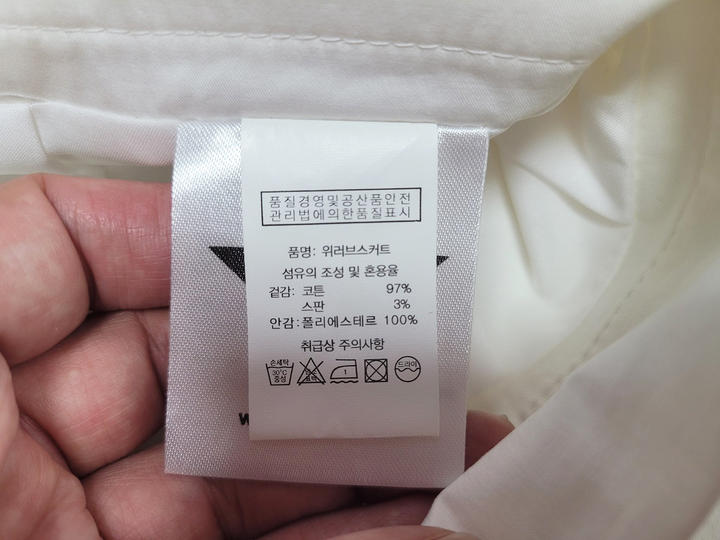 품질경영및공산품안전
관리법에의한품질표시
품명: 위러브스커트
섬유의 조성 및 혼용율
겉감: 코튼 97%
스판 3%
안감: 폴리에스테르 100%
취급상 주의사항
손세탁 30℃ 중성
1
드라이